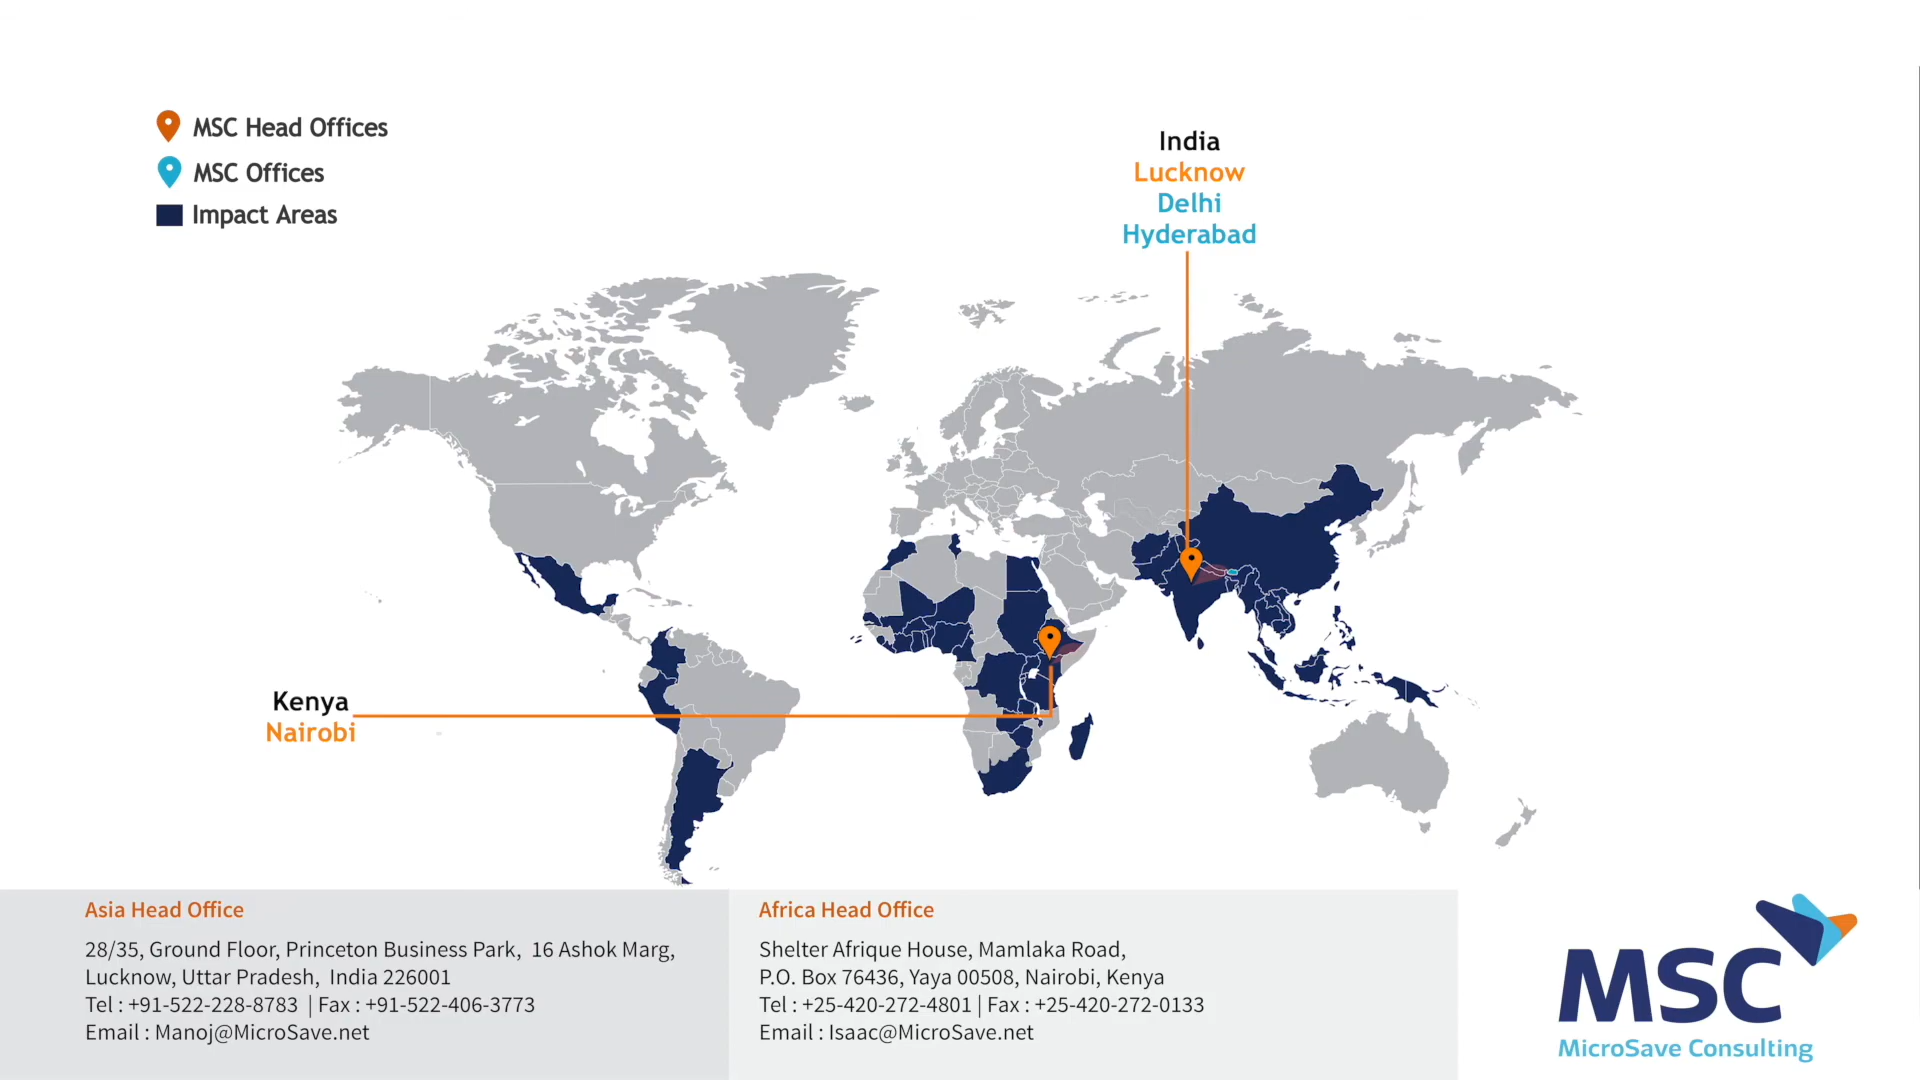 MSC Head Offices
MSC Offices
Impact Areas
India
Lucknow
Delhi
Hyderabad
Kenya
Nairobi
Asia Head Office
28/35, Ground Floor, Princeton Business Park, 16 Ashok Marg,
Lucknow, Uttar Pradesh, India 226001
Tel : +91-522-228-8783 | Fax : +91-522-406-3773
Email : Manoj@MicroSave.net
Africa Head Office
Shelter Afrique House, Mamlaka Road,
P.O. Box 76436, Yaya 00508, Nairobi, Kenya
Tel : +25-420-272-4801 | Fax : +25-420-272-0133
Email : Isaac@MicroSave.net
MSC
MicroSave Consulting